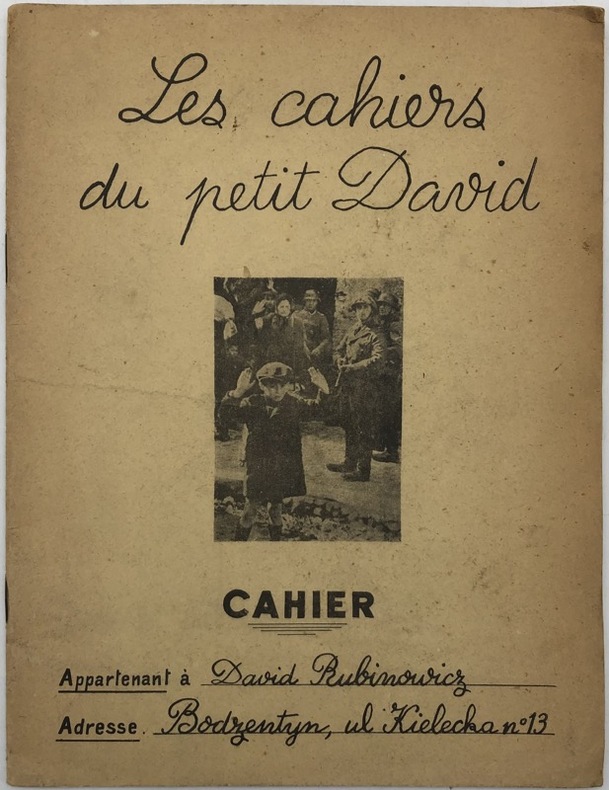 Les cahiers
du petit David
CAHIER
Appartenant à David Rubinowicz
Adresse. Bodzentyn, ul Kielecka n°13